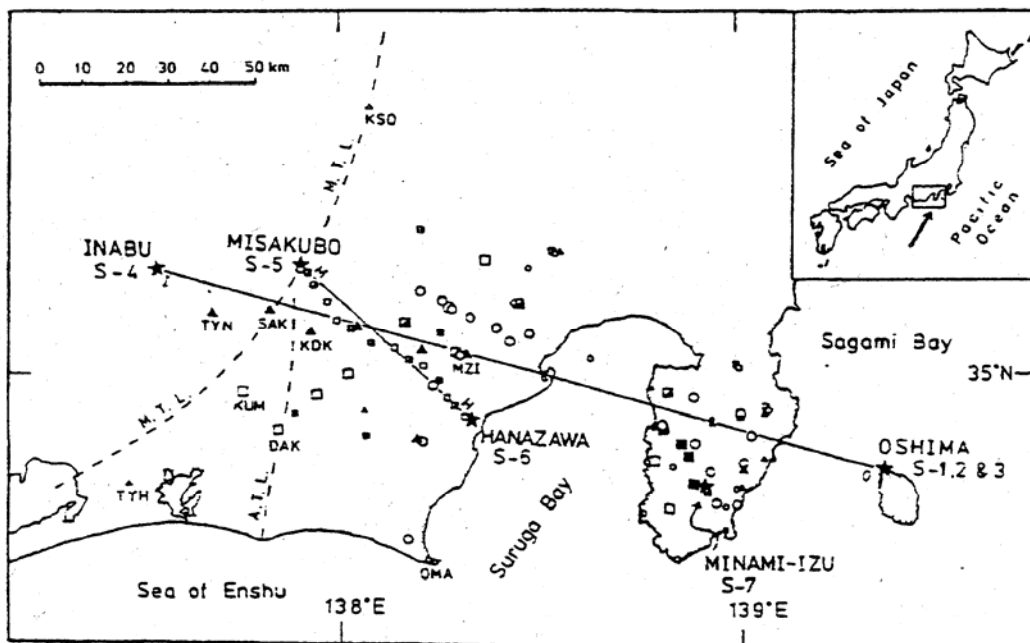 0 10 20 30 40 50 km
KSO
M. T. L.
Sea of Japan
Pacific
Ocean
INABU
S-4
MISAKUBO
S-5
H
I
TYN
SAK
KDK
MZI
Sagami Bay
35°N
KUM
M. T. L.
DAK
H
HANAZAWA
S-6
OSHIMA
S-1,2 & 3
TYH
A. T. L.
Suruga Bay
OMA
MINAMI-IZU
S-7
Sea of Enshu
138°E
139°E